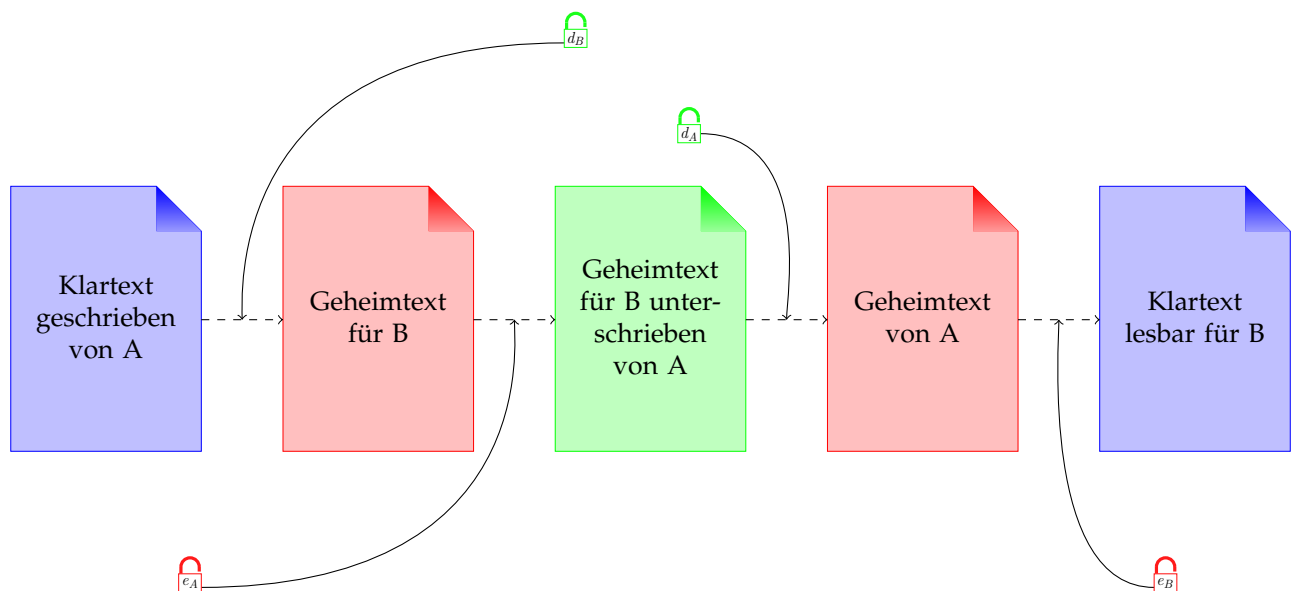 d_B
d_A
Klartext
geschrieben
von A
Geheimtext
für B
Geheimtext
für B unter-
schrieben
von A
Geheimtext
von A
Klartext
lesbar für B
e_A
e_B